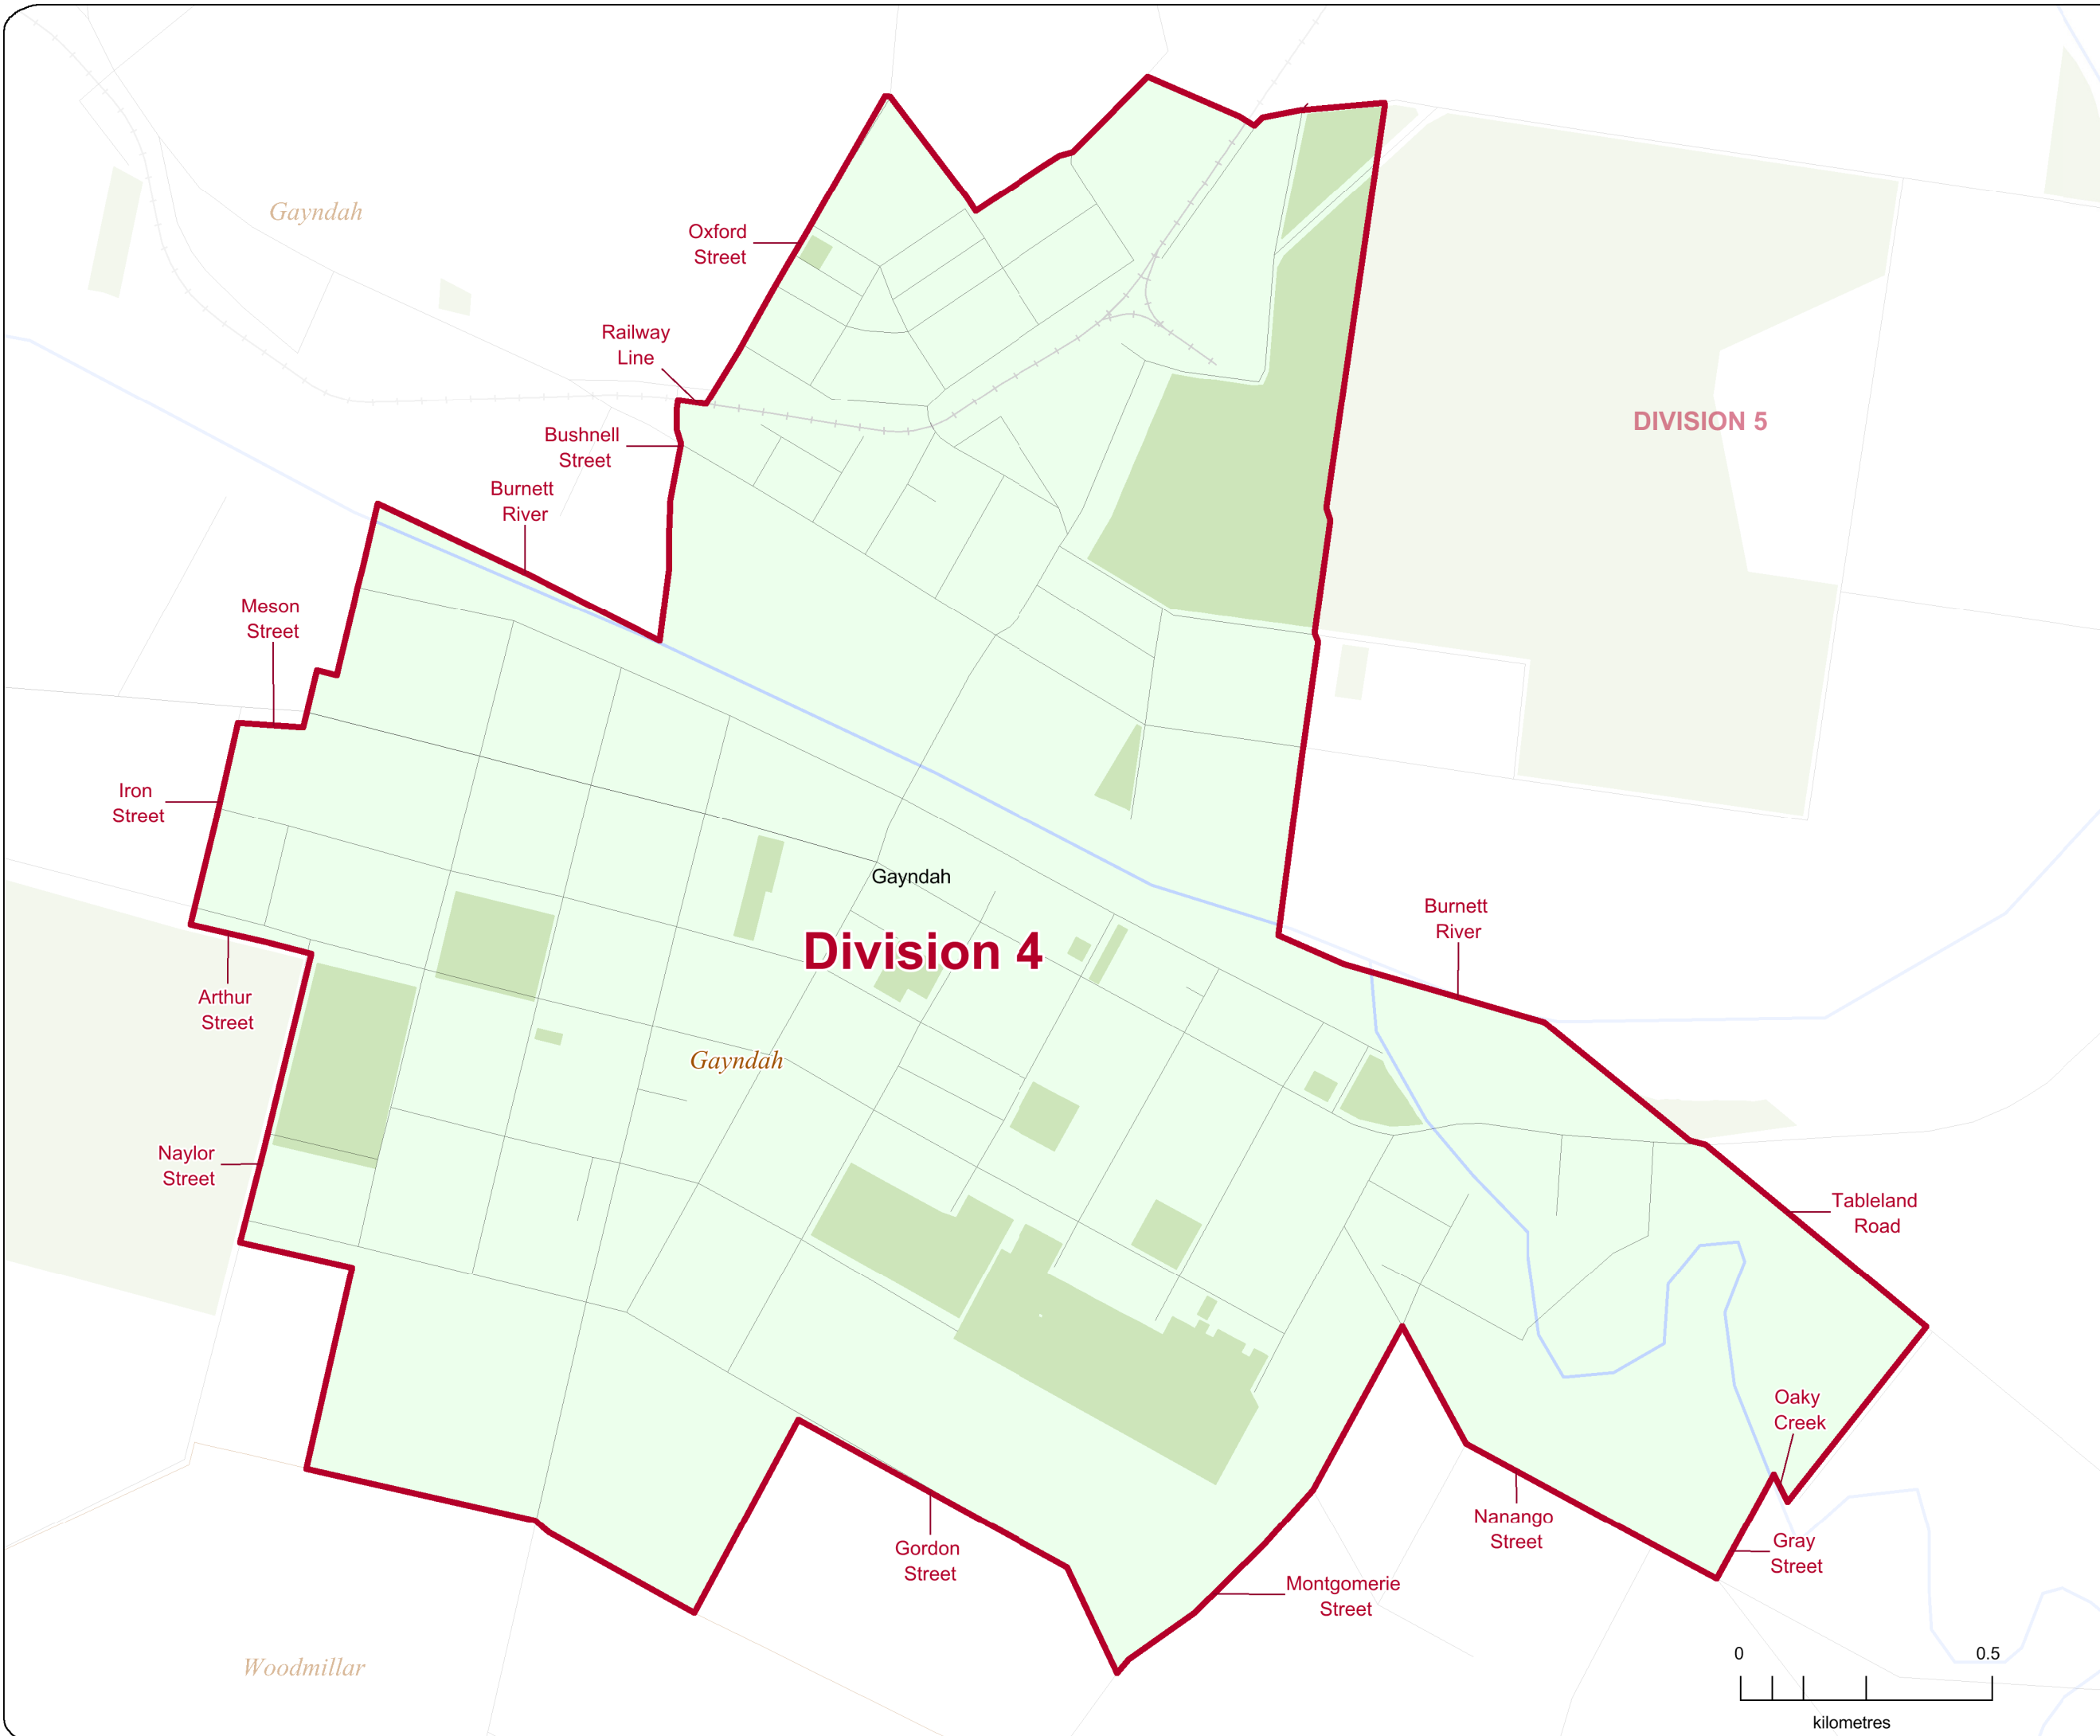 Gayndah
Oxford
Street
Railway
Line
DIVISION 5
Bushnell
Street
Burnett
River
Meson
Street
Iron
Street
Gayndah
Division 4
Burnett
River
Arthur
Street
Gayndah
Naylor
Street
Tableland
Road
Oaky
Creek
Nanango
Street
Gray
Street
Gordon
Street
Montgomerie
Street
Woodmillar
0 0.5
kilometres